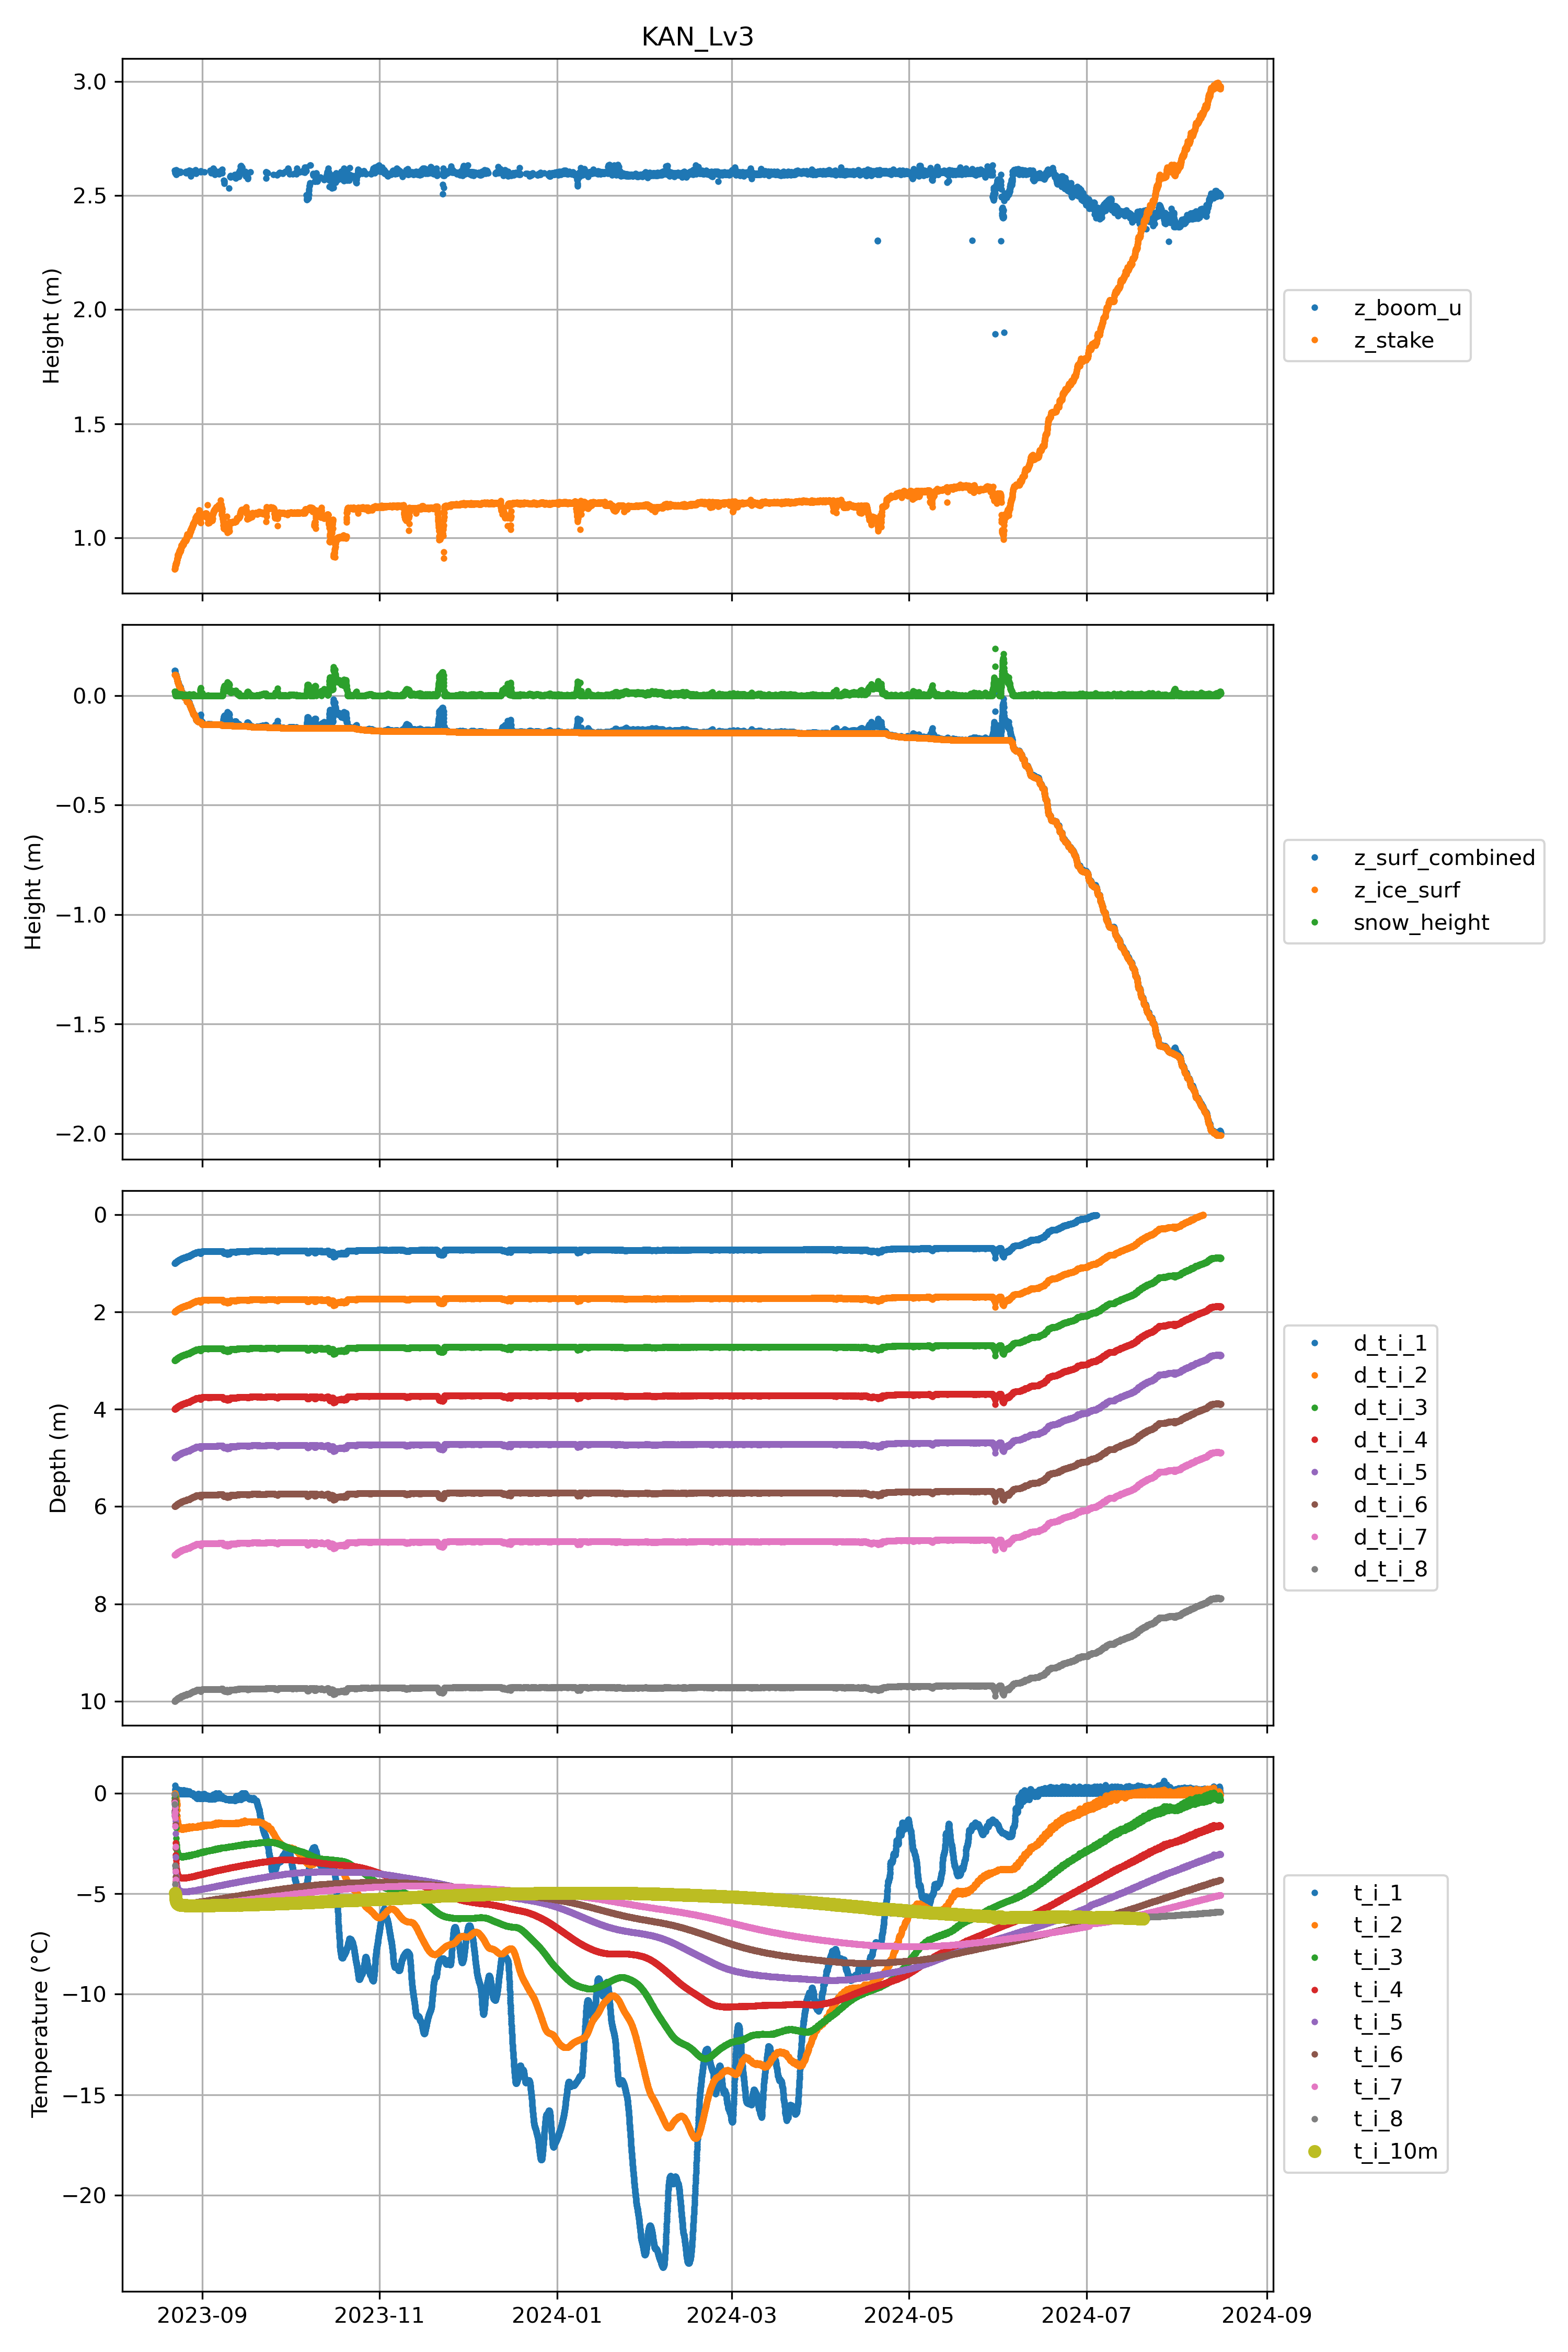 KAN_Lv3
3.0
2.5
2.0
1.5
1.0
Height (m)
z_boom_u
z_stake
0.0
−0.5
−1.0
−1.5
−2.0
Height (m)
z_surf_combined
z_ice_surf
snow_height
0
2
4
6
8
10
Depth (m)
d_t_i_1
d_t_i_2
d_t_i_3
d_t_i_4
d_t_i_5
d_t_i_6
d_t_i_7
d_t_i_8
0
−5
−10
−15
−20
Temperature (°C)
t_i_1
t_i_2
t_i_3
t_i_4
t_i_5
t_i_6
t_i_7
t_i_8
t_i_10m
2023-09 2023-11 2024-01 2024-03 2024-05 2024-07 2024-09